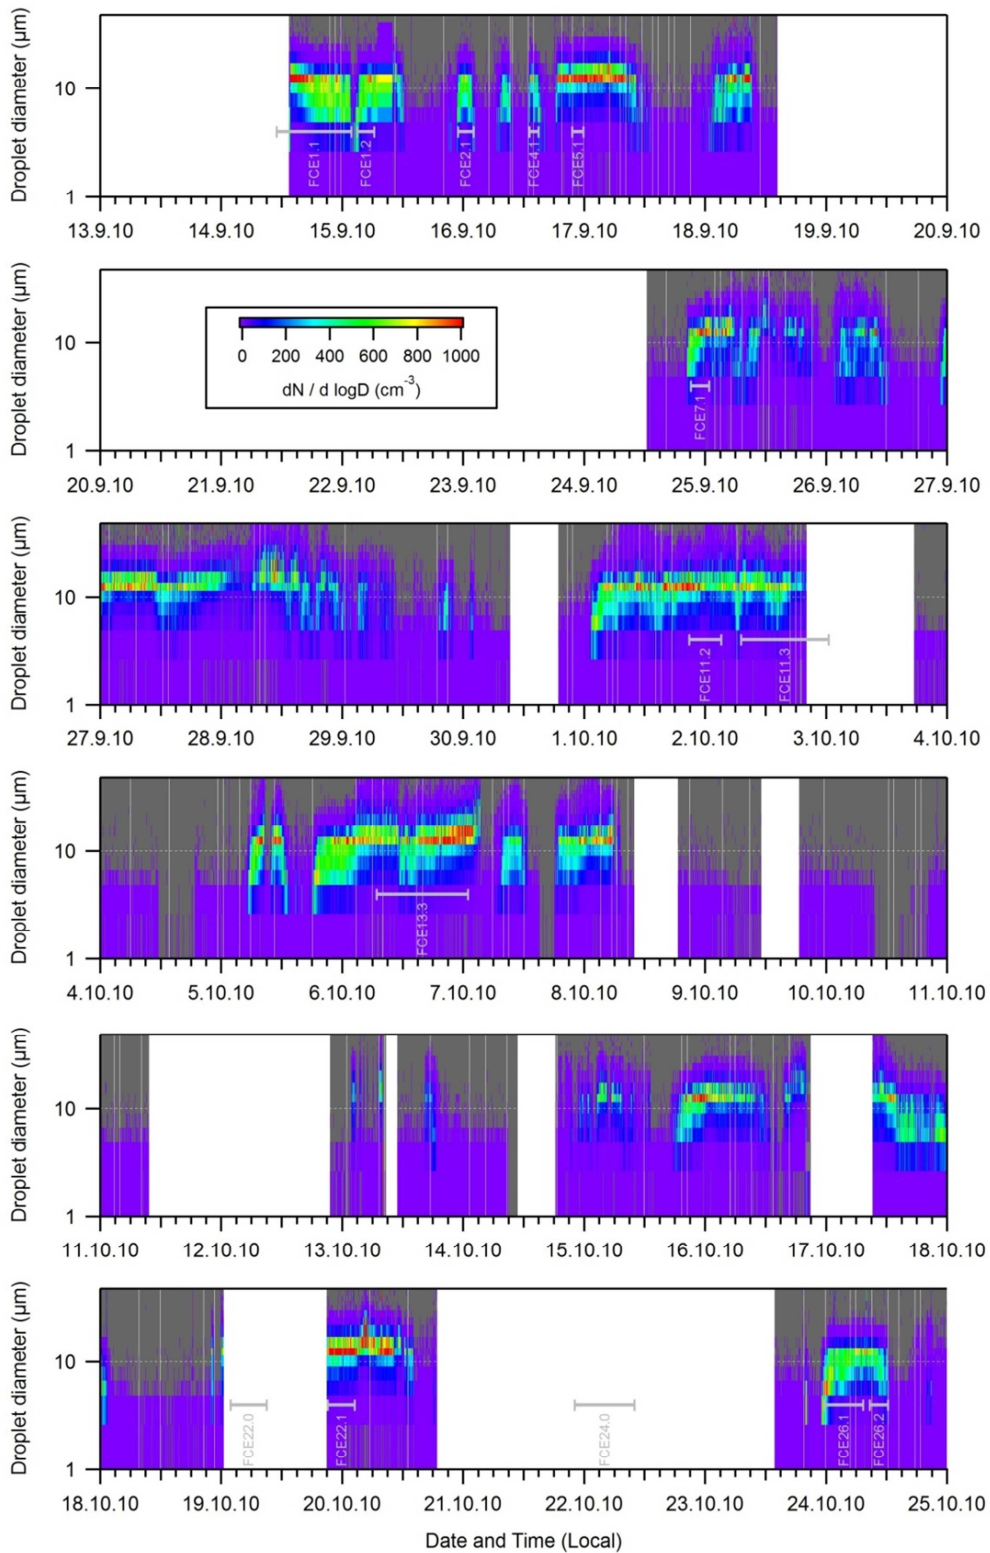 Droplet diameter (µm)
10
1
FCE1.1
FCE1.2
FCE2.1
FCE4.1
FCE5.1
13.9.10 14.9.10 15.9.10 16.9.10 17.9.10 18.9.10 19.9.10 20.9.10
Droplet diameter (µm)
10
1
0 200 400 600 800 1000
dN / d logD (cm-3)
FCE7.1
20.9.10 21.9.10 22.9.10 23.9.10 24.9.10 25.9.10 26.9.10 27.9.10
Droplet diameter (µm)
10
1
FCE11.2
FCE11.3
27.9.10 28.9.10 29.9.10 30.9.10 1.10.10 2.10.10 3.10.10 4.10.10
Droplet diameter (µm)
10
1
FCE13.3
4.10.10 5.10.10 6.10.10 7.10.10 8.10.10 9.10.10 10.10.10 11.10.10
Droplet diameter (µm)
10
1
11.10.10 12.10.10 13.10.10 14.10.10 15.10.10 16.10.10 17.10.10 18.10.10
Droplet diameter (µm)
10
1
FCE22.0
FCE22.1
FCE24.0
FCE26.1
FCE26.2
18.10.10 19.10.10 20.10.10 21.10.10 22.10.10 23.10.10 24.10.10 25.10.10
Date and Time (Local)